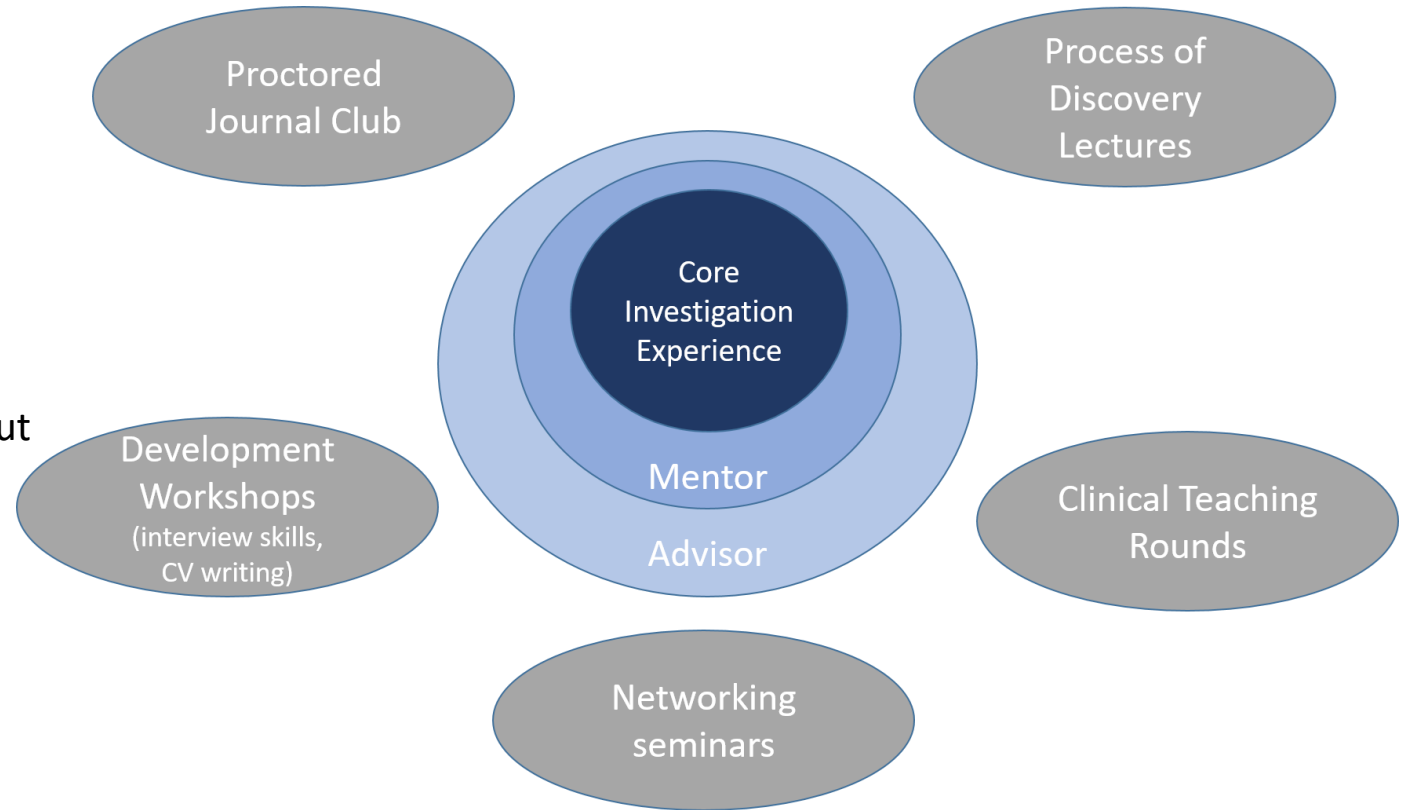 Proctored
Journal Club
Process of
Discovery
Lectures
Core
Investigation
Experience
Mentor
Advisor
ut
Development
Workshops
(interview skills,
CV writing)
Clinical Teaching
Rounds
Networking
seminars